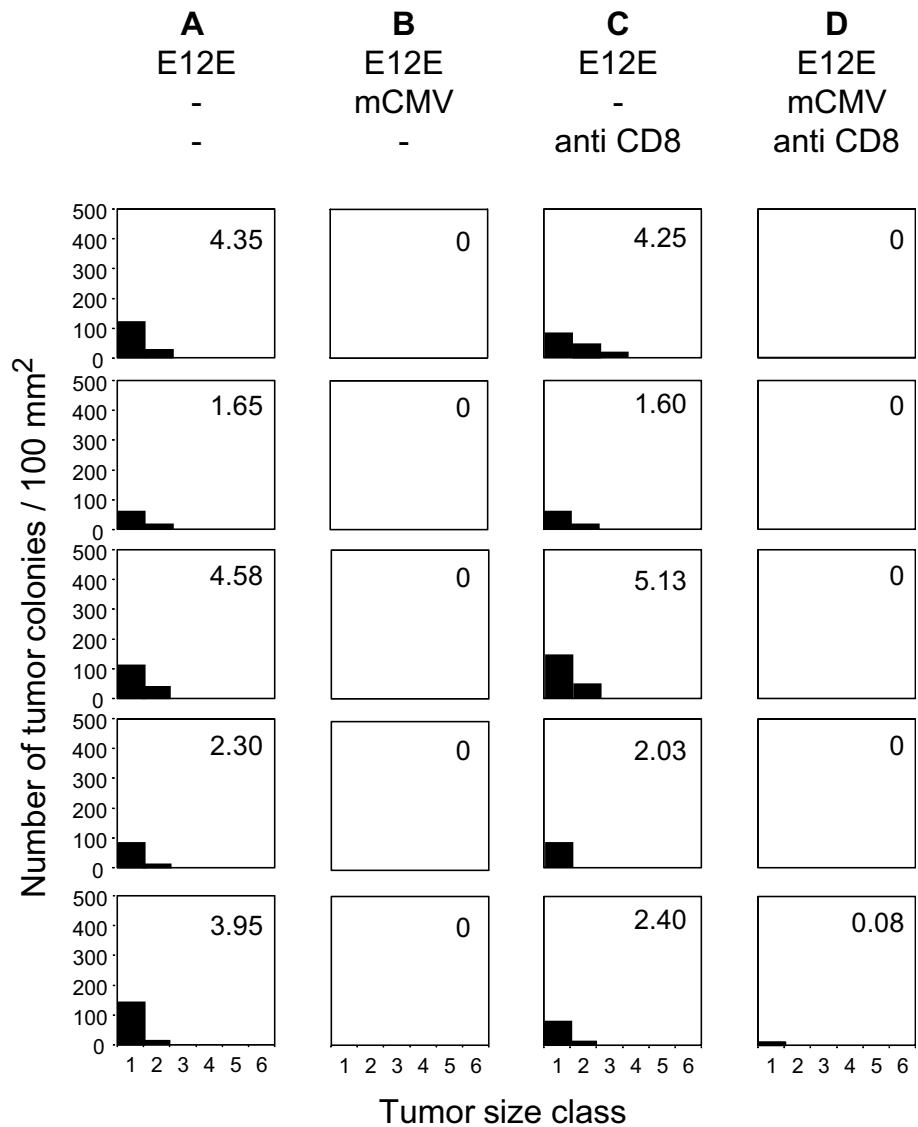 A B C D
E12E E12E E12E E12E
- mCMV - mCMV
- - anti CD8 anti CD8
Number of tumor colonies / 100 mm²
500
400
300
200
100
0
4.35 0 4.25 0
500
400
300
200
100
0
1.65 0 1.60 0
500
400
300
200
100
0
4.58 0 5.13 0
500
400
300
200
100
0
2.30 0 2.03 0
500
400
300
200
100
0
3.95 0 2.40 0.08
1 2 3 4 5 6 1 2 3 4 5 6 1 2 3 4 5 6 1 2 3 4 5 6
Tumor size class